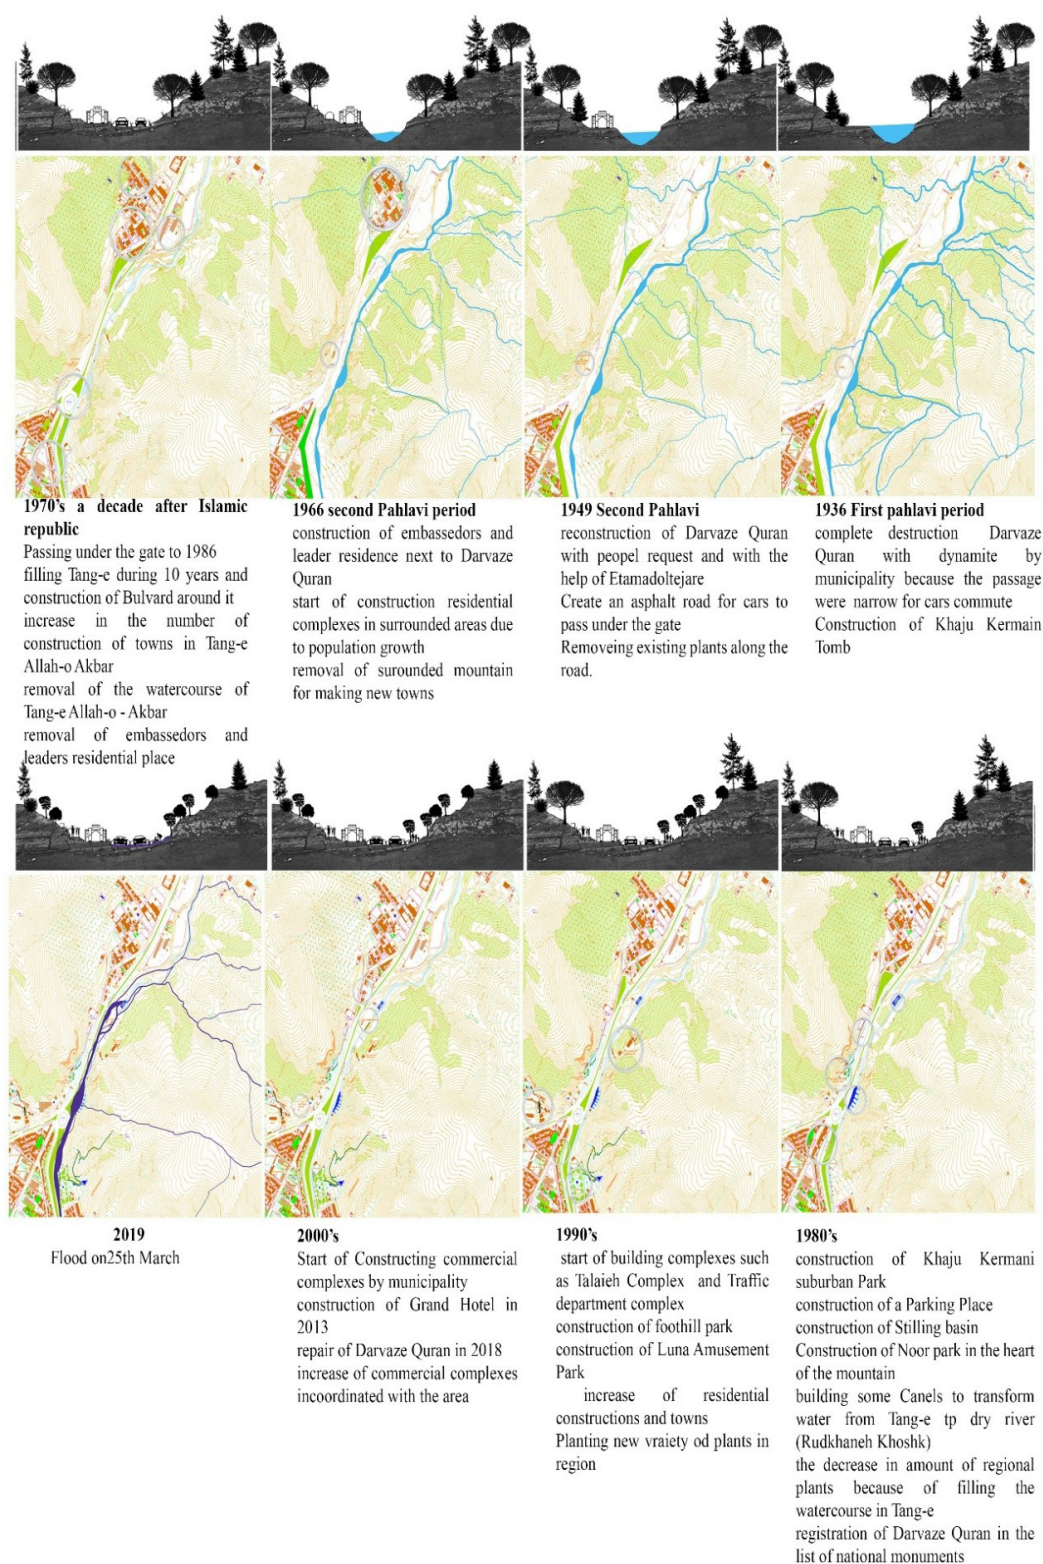 1970's a decade after Islamic
republic
Passing under the gate to 1986
filling Tang-e during 10 years and
construction of Bulvard around it
increase in the number of
construction of towns in Tang-e
Allah-o Akbar
removal of the watercourse of
Tang-e Allah-o - Akbar
removal of embassedors and
leaders residential place
1966 second Pahlavi period
construction of embassedors and
leader residence next to Darvaze
Quran
start of construction residential
complexes in surrounded areas due
to population growth
removal of surounded mountain
for making new towns
1949 Second Pahlavi
reconstruction of Darvaze Quran
with peopel request and with the
help of Etamadoltejare
Create an asphalt road for cars to
pass under the gate
Removeing existing plants along the
road.
1936 First pahlavi period
complete destruction Darvaze
Quran with dynamite by
municipality because the passage
were narrow for cars commute
Construction of Khaju Kermain
Tomb
2019
Flood on25th March
2000's
Start of Constructing commercial
complexes by municipality
construction of Grand Hotel in
2013
repair of Darvaze Quran in 2018
increase of commercial complexes
incoordinated with the area
1990's
start of building complexes such
as Talaieh Complex and Traffic
department complex
construction of foothill park
construction of Luna Amusement
Park
increase of residential
constructions and towns
Planting new vraiety od plants in
region
1980's
construction of Khaju Kermani
suburban Park
construction of a Parking Place
construction of Stilling basin
Construction of Noor park in the heart
of the mountain
building some Canels to transform
water from Tang-e tp dry river
(Rudkhaneh Khoshk)
the decrease in amount of regional
plants because of filling the
watercourse in Tang-e
registration of Darvaze Quran in the
list of national monuments